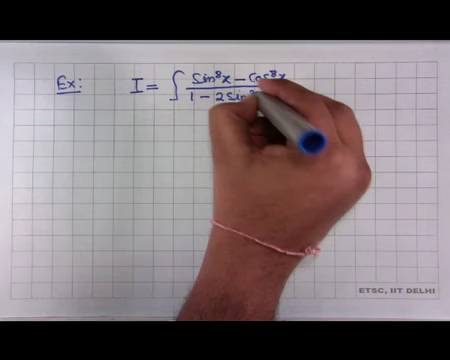 Ex: I = ∫ (sin⁸x − cos⁸x) / (1 − 2 sin
ETSC, IIT DELHI